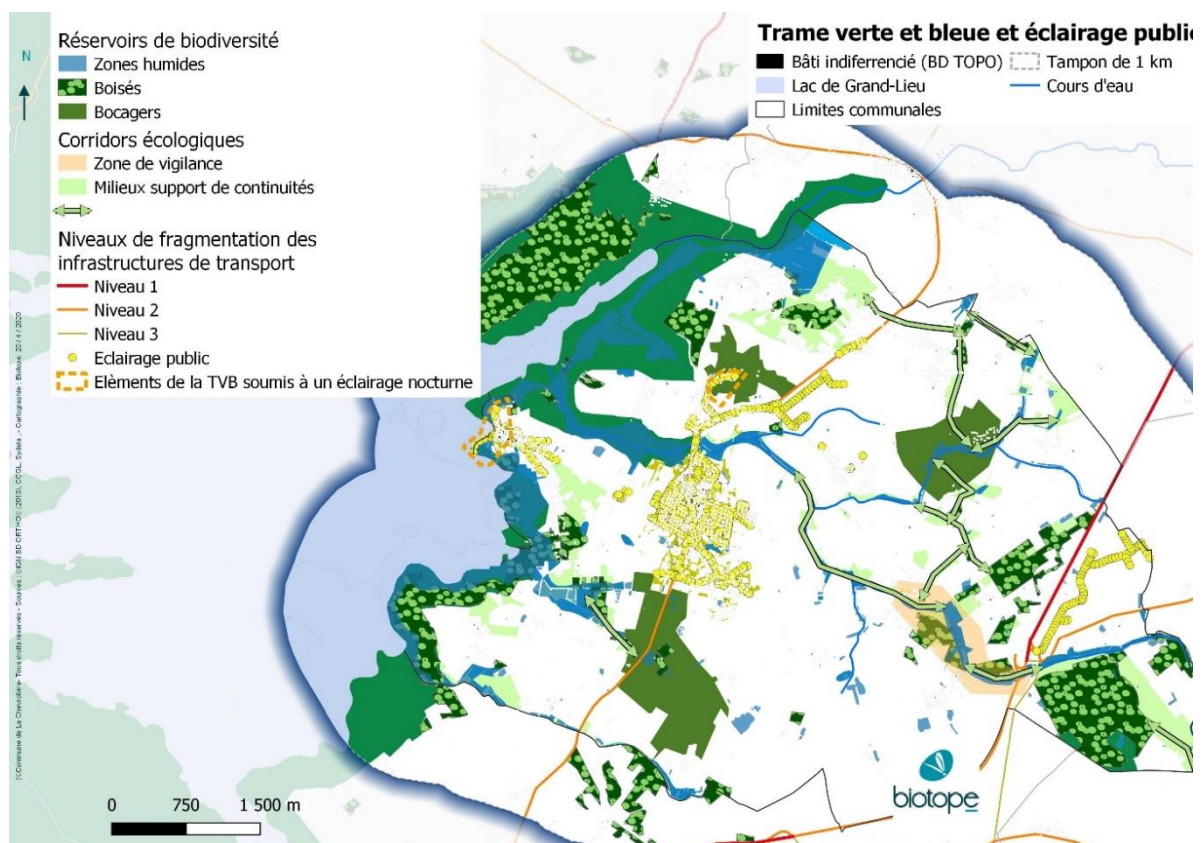 Réservoirs de biodiversité
Zones humides
Boisés
Bocagers
Corridors écologiques
Zone de vigilance
Milieux support de continuités
Niveaux de fragmentation des
infrastructures de transport
Niveau 1
Niveau 2
Niveau 3
Eclairage public
Elèments de la TVB soumis à un éclairage nocturne
Trame verte et bleue et éclairage public
Bâti indiferrencié (BD TOPO)
Tampon de 1 km
Lac de Grand-Lieu
Cours d'eau
Limites communales
N
0 750 1 500 m
biotope